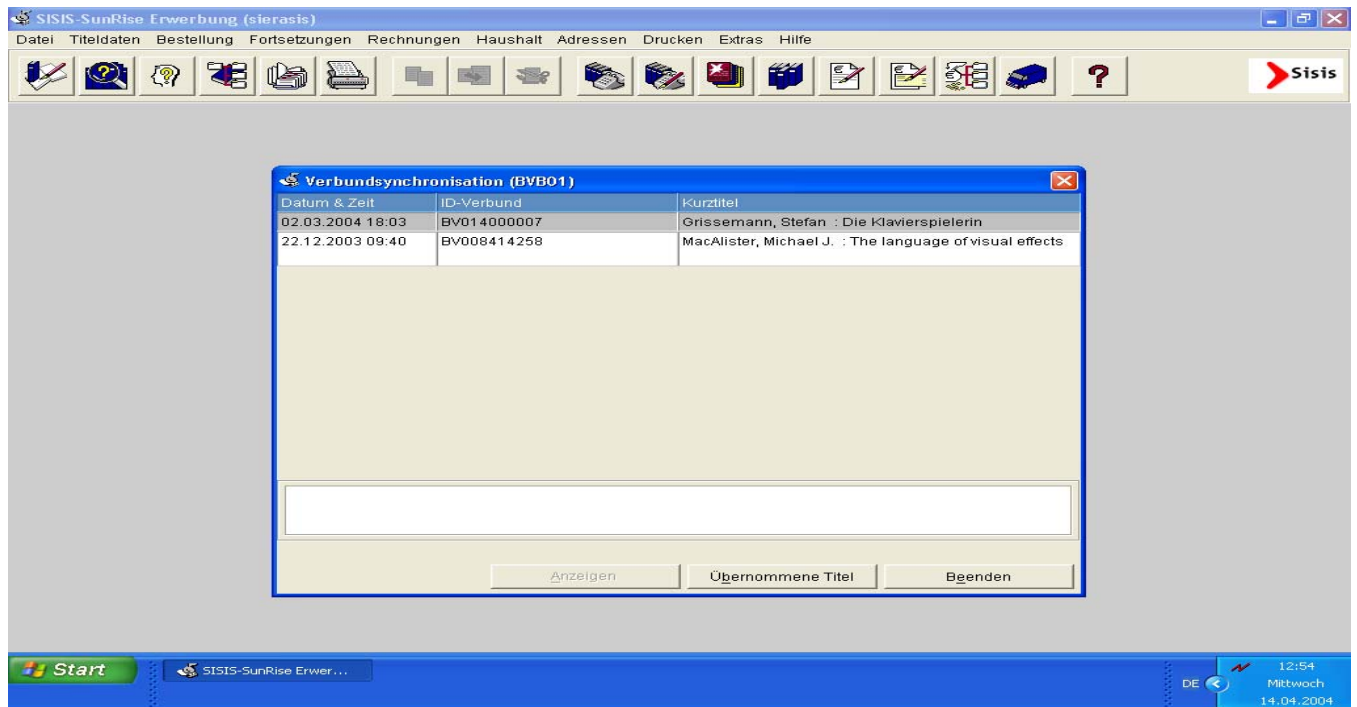 SISIS-SunRise Erwerbung (sierasis)
Datei Titeldaten Bestellung Fortsetzungen Rechnungen Haushalt Adressen Drucken Extras Hilfe
Sisis
Verbundsynchronisation (BVB01)
Datum & Zeit ID-Verbund Kurztitel
02.03.2004 18:03 BV014000007 Grissemann, Stefan : Die Klavierspielerin
22.12.2003 09:40 BV008414258 MacAlister, Michael J. : The language of visual effects
Anzeigen Übernommene Titel Beenden
Start SISIS-SunRise Erwer... DE 12:54
Mittwoch
14.04.2004